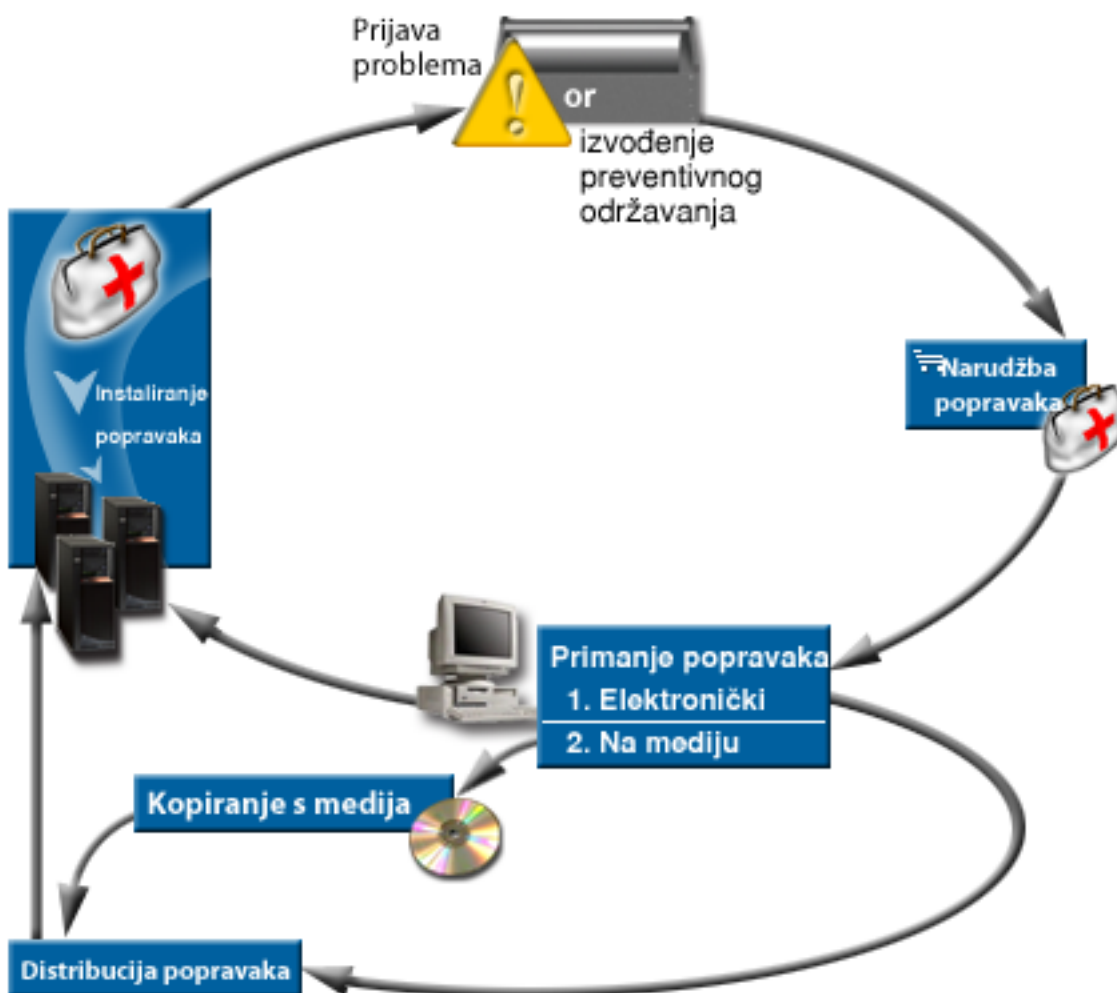 Prijava
problema
or
izvođenje
preventivnog
održavanja
Narudžba
popravaka
Instaliranje
popravaka
Primanje popravaka
1. Elektronički
2. Na mediju
Kopiranje s medija
Distribucija popravaka